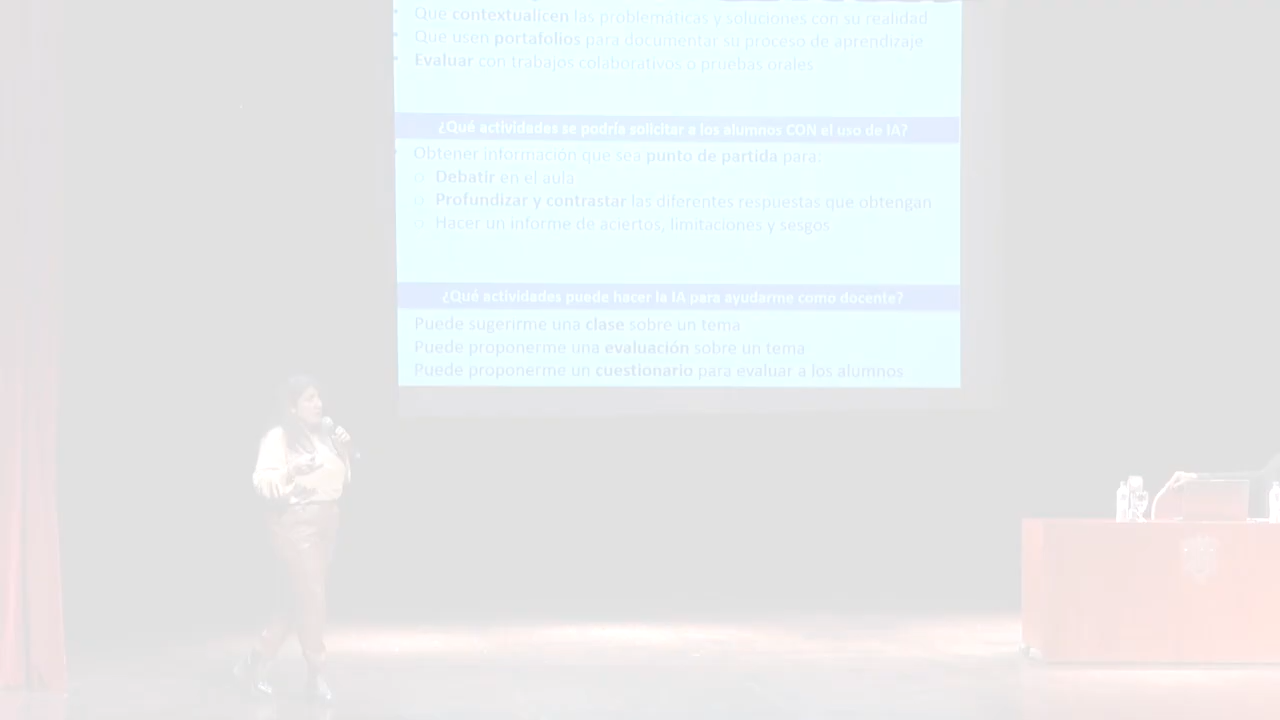 • Que contextualicen las problemáticas y soluciones con su realidad
• Que usen portafolios para documentar su proceso de aprendizaje
• Evaluar con trabajos colaborativos o pruebas orales
¿Qué actividades se podría solicitar a los alumnos CON el uso de IA?
• Obtener información que sea punto de partida para:
o Debatir en el aula
o Profundizar y contrastar las diferentes respuestas que obtengan
o Hacer un informe de aciertos, limitaciones y sesgos
¿Qué actividades puede hacer la IA para ayudarme como docente?
Puede sugerirme una clase sobre un tema
Puede proponerme una evaluación sobre un tema
Puede proponerme un cuestionario para evaluar a los alumnos